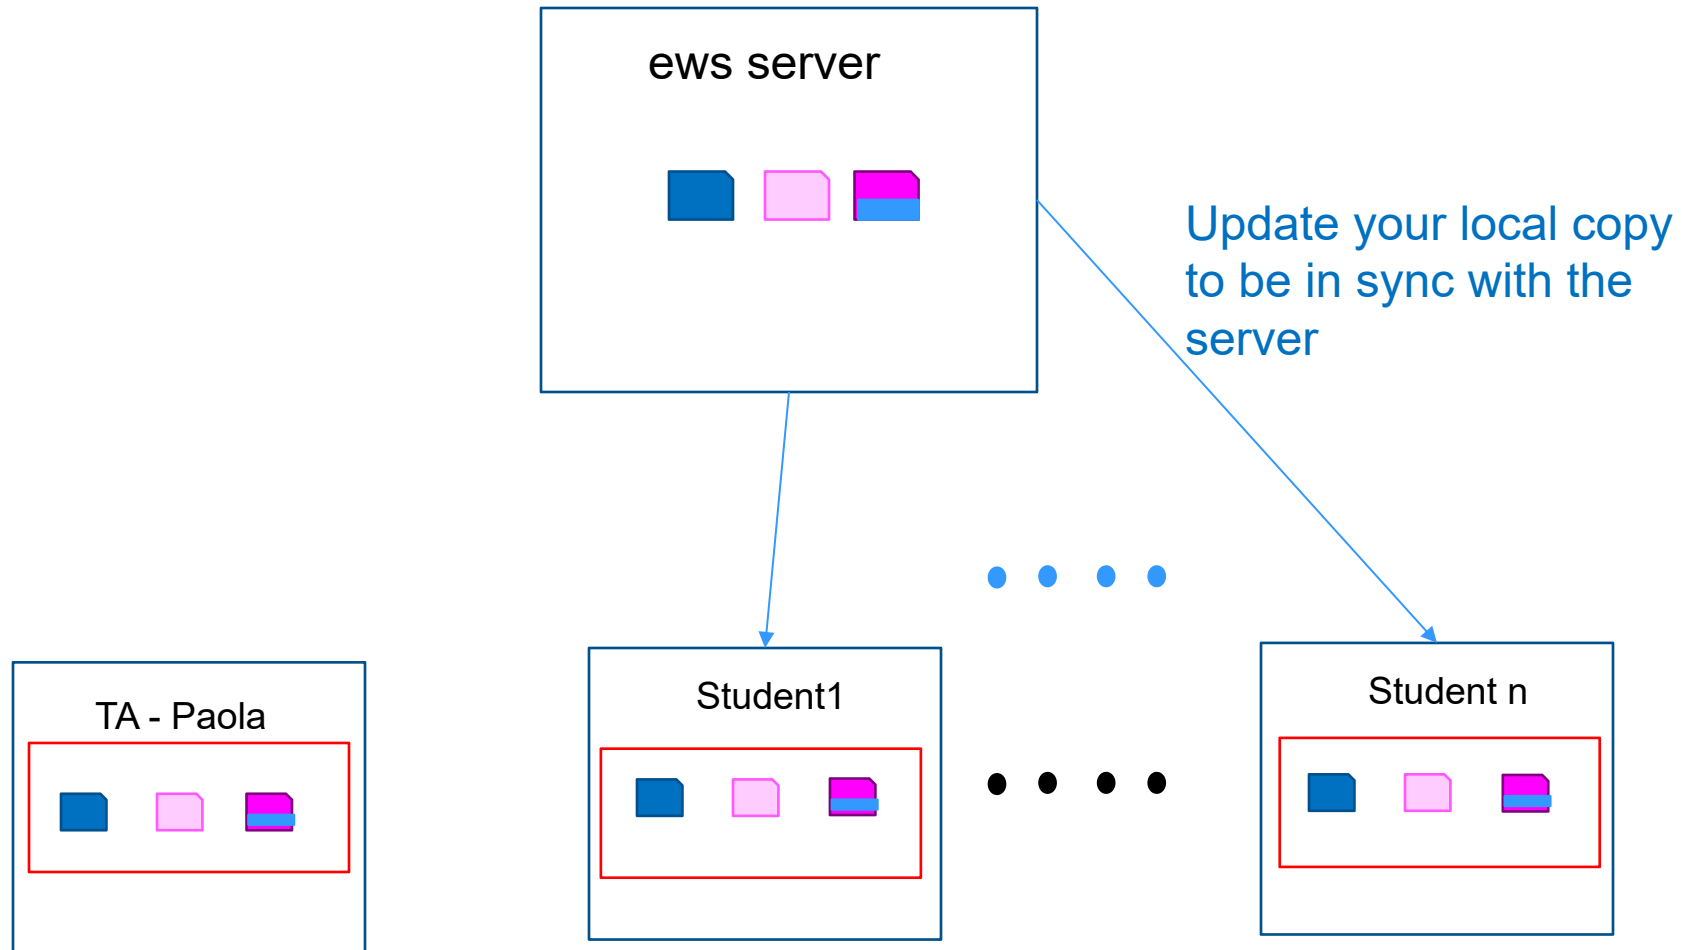 ews server
Update your local copy
to be in sync with the
server
TA - Paola
Student1
Student n